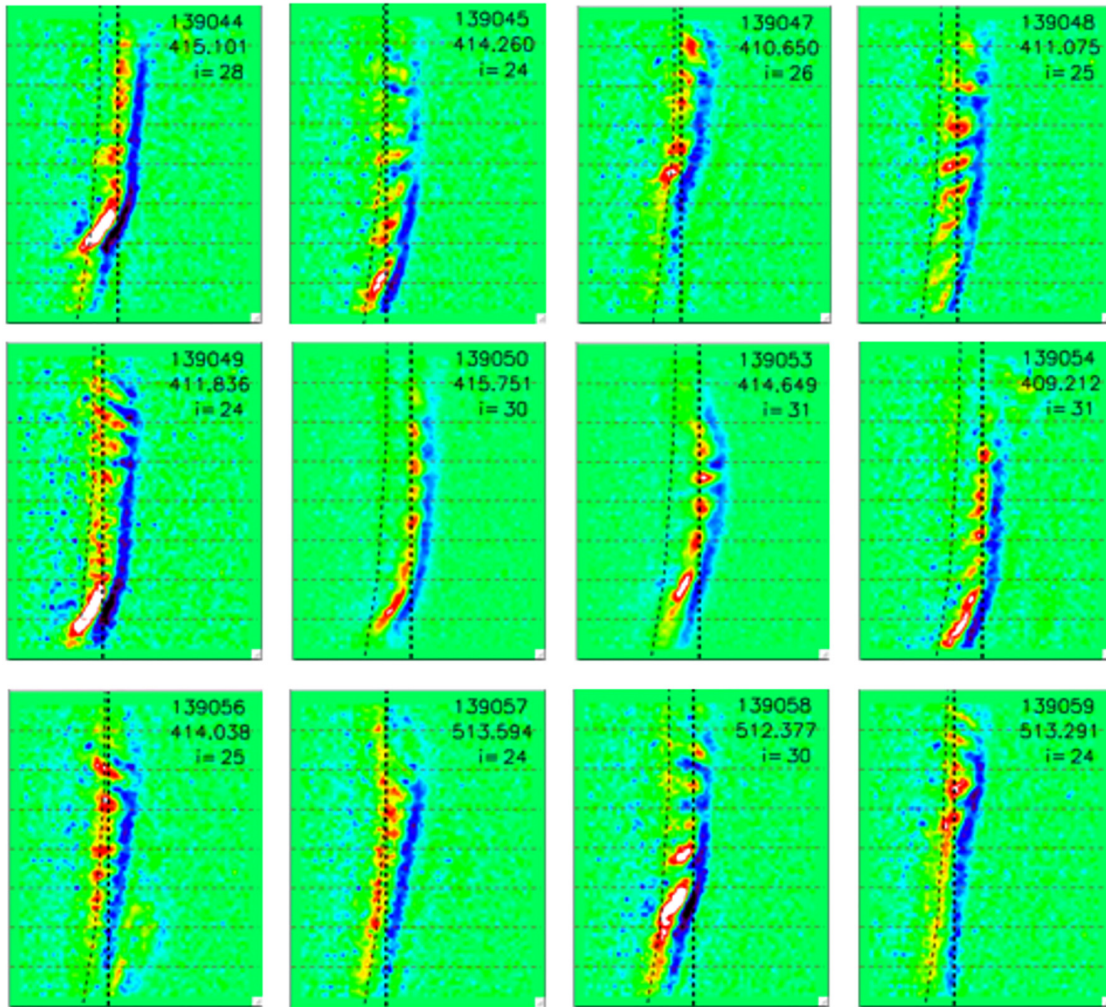 139044
415.101
i= 28
139045
414.260
i= 24
139047
410.650
i= 26
139048
411.075
i= 25
139049
411.836
i= 24
139050
415.751
i= 30
139053
414.649
i= 31
139054
409.212
i= 31
139056
414.038
i= 25
139057
513.594
i= 24
139058
512.377
i= 30
139059
513.291
i= 24